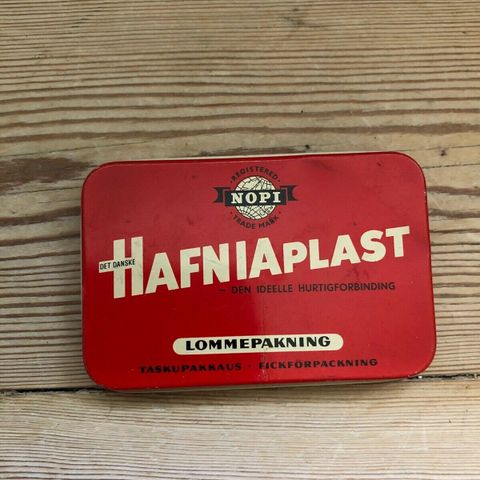 REGISTERED
NOPI
TRADE MARK
DET DANSKE
HAFNIAPLAST
– DEN IDEELLE HURTIGFORBINDING
LOMMEPAKNING
TASKUPAKKAUS · FICKFÖRPACKNING